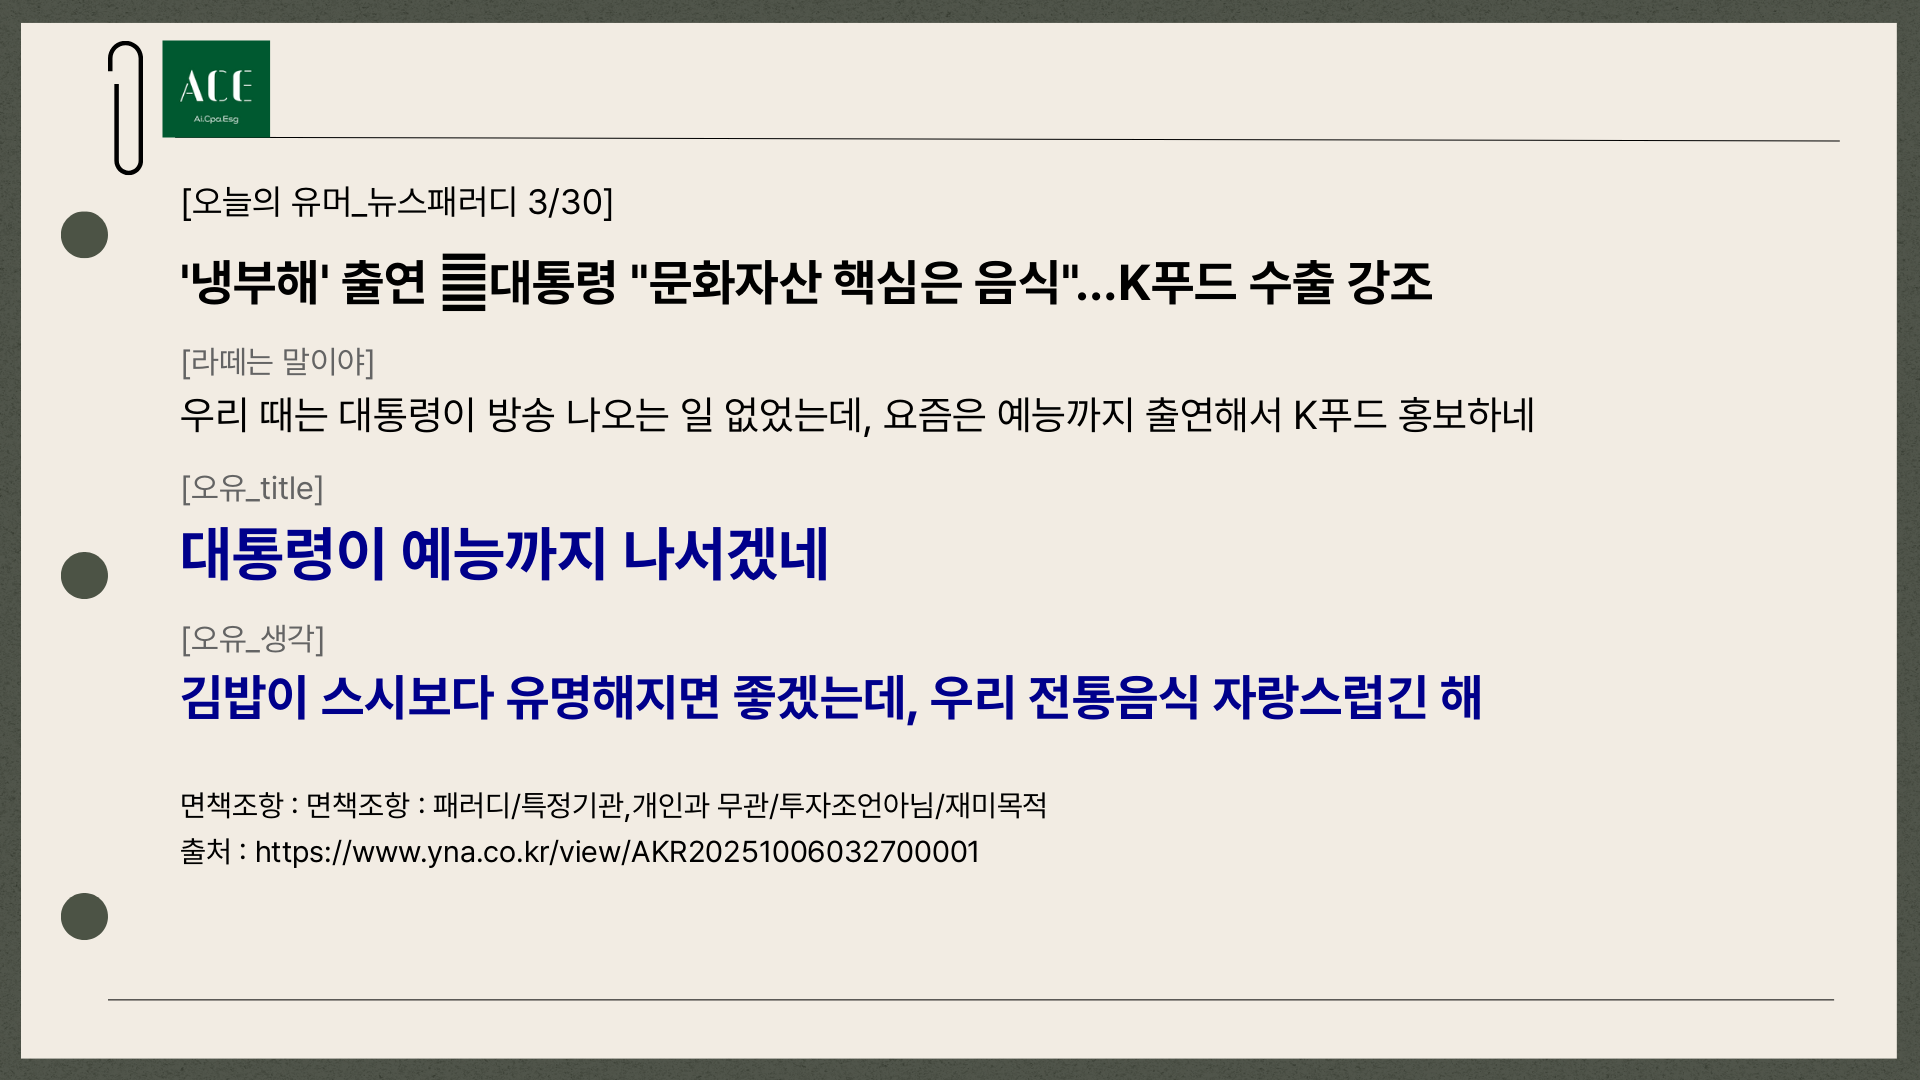 ACE
Ai.Cpa.Esg
[오늘의 유머_뉴스패러디 3/30]
'냉부해' 출연 대통령 "문화자산 핵심은 음식"...K푸드 수출 강조
[라떼는 말이야]
우리 때는 대통령이 방송 나오는 일 없었는데, 요즘은 예능까지 출연해서 K푸드 홍보하네
[오유_title]
대통령이 예능까지 나서겠네
[오유_생각]
김밥이 스시보다 유명해지면 좋겠는데, 우리 전통음식 자랑스럽긴 해
면책조항 : 면책조항 : 패러디/특정기관,개인과 무관/투자조언아님/재미목적
출처 : https://www.yna.co.kr/view/AKR20251006032700001